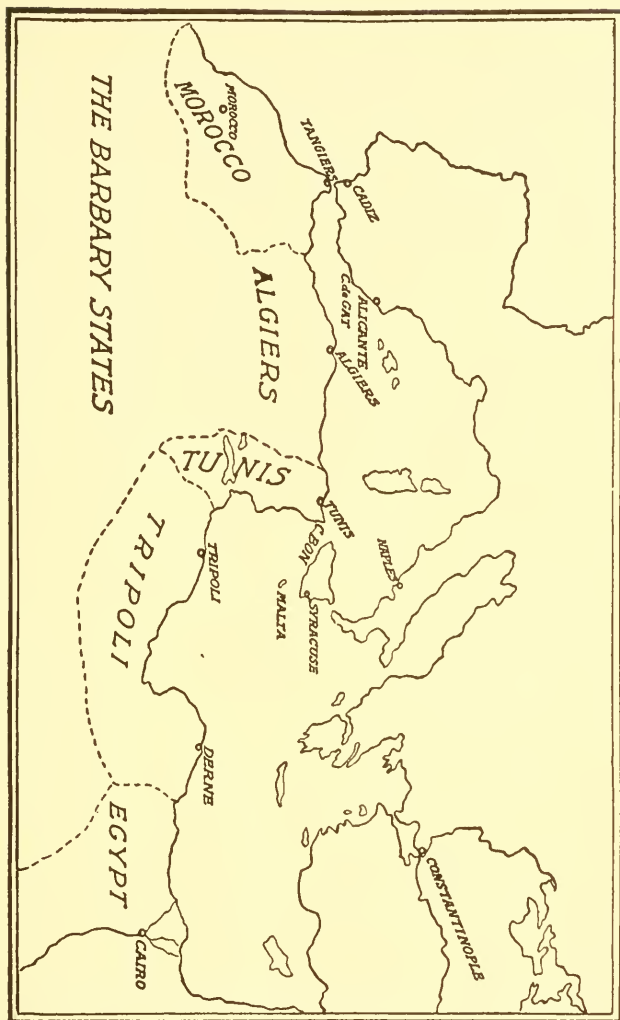 CONSTANTINOPLE
NAPLES
ALICANTE
C. de GAT
CADIZ
TANGIERS
ALGIERS
TUNIS
C. BON
SYRACUSE
MALTA
MOROCCO
MOROCCO
ALGIERS
TUNIS
TRIPOLI
TRIPOLI
DERNE
EGYPT
CAIRO
THE BARBARY STATES